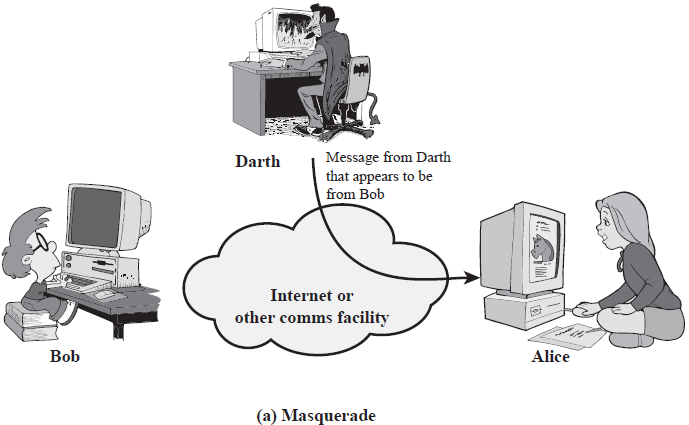 Darth
Message from Darth
that appears to be
from Bob
Internet or
other comms facility
Bob
Alice
(a) Masquerade